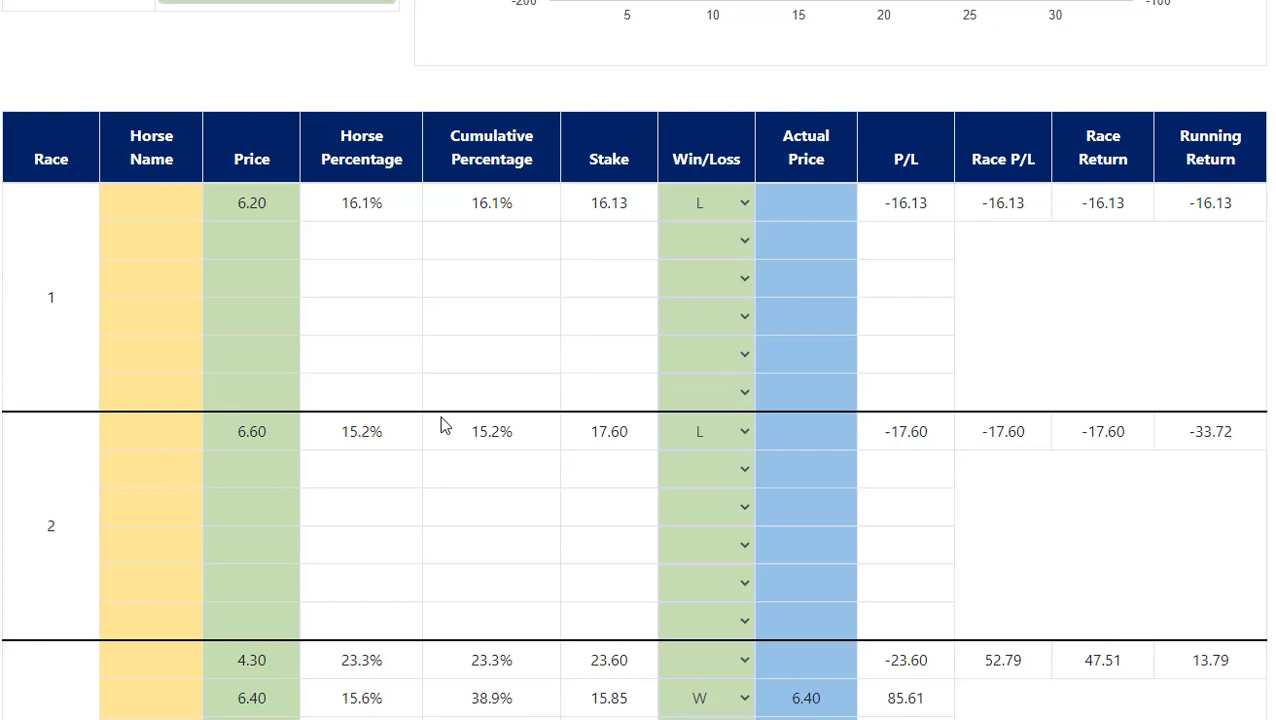 -200 -100
5 10 15 20 25 30
Race Horse Name Price Horse Percentage Cumulative Percentage Stake Win/Loss Actual Price P/L Race P/L Race Return Running Return
1
6.20 16.1% 16.1% 16.13 L -16.13 -16.13 -16.13 -16.13
2
6.60 15.2% 15.2% 17.60 L -17.60 -17.60 -17.60 -33.72
4.30 23.3% 23.3% 23.60 -23.60 52.79 47.51 13.79
6.40 15.6% 38.9% 15.85 W 6.40 85.61